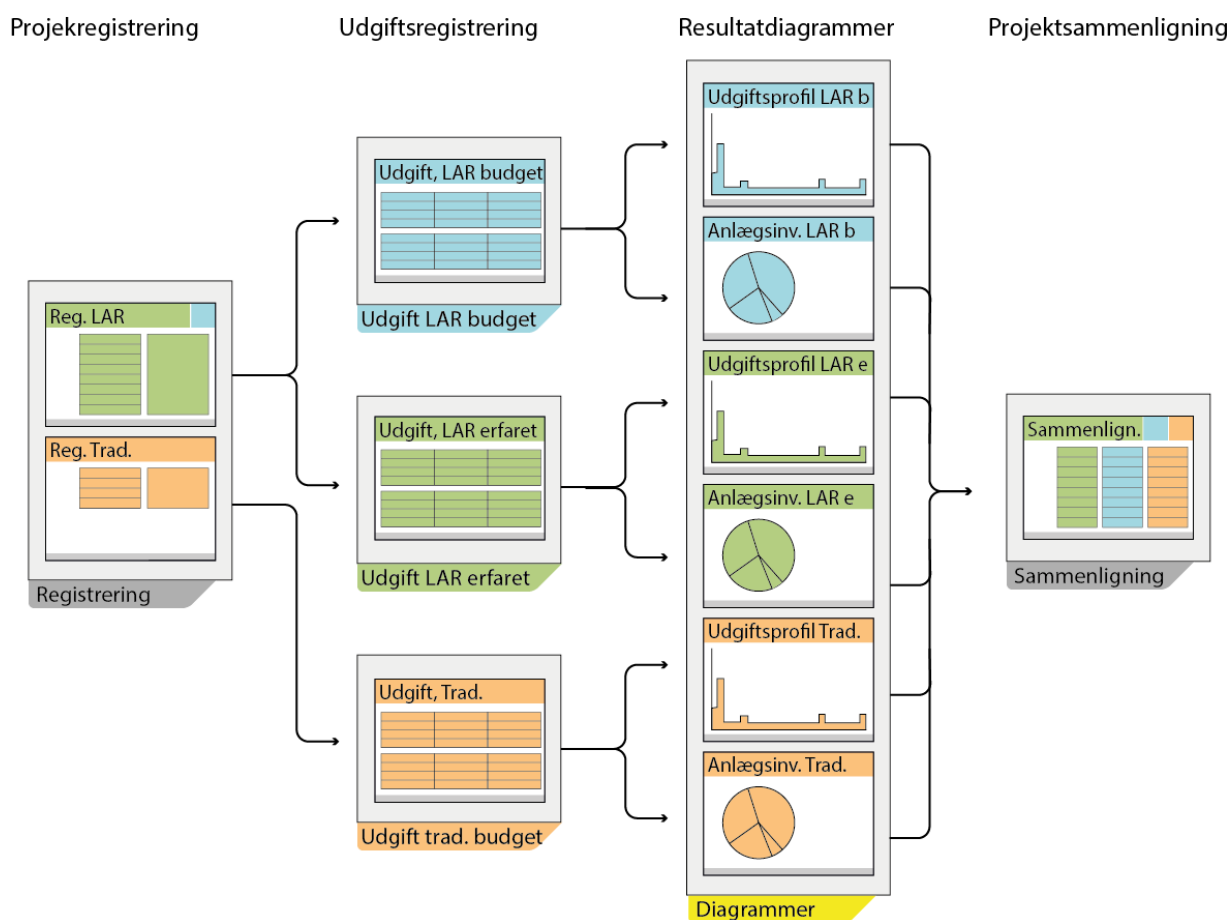 Projekregistrering
Udgiftsregistrering
Resultatdiagrammer
Projektsammenligning
Reg. LAR
Reg. Trad.
Registrering
Udgift, LAR budget
Udgift LAR budget
Udgift, LAR erfaret
Udgift LAR erfaret
Udgift, Trad.
Udgift trad. budget
Udgiftsprofil LAR b
Anlægsinv. LAR b
Udgiftsprofil LAR e
Anlægsinv. LAR e
Udgiftsprofil Trad.
Anlægsinv. Trad.
Diagrammer
Sammenlign.
Sammenligning